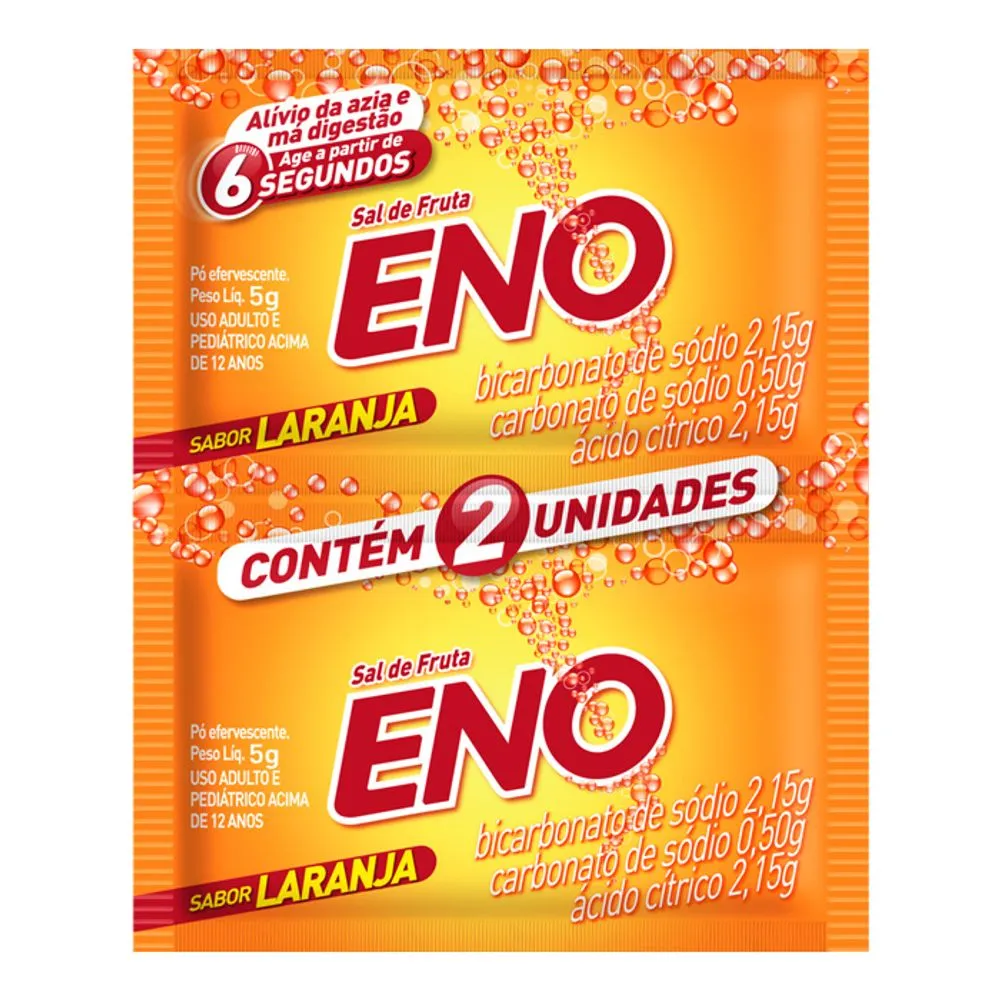 Alívio da azia e
má digestão
6 Age a partir de
SEGUNDOS
Sal de Fruta
ENO
Pó efervescente.
Peso Líq. 5g
USO ADULTO E
PEDIÁTRICO ACIMA
DE 12 ANOS
bicarbonato de sódio 2,15g
carbonato de sódio 0,50g
ácido cítrico 2,15g
SABOR LARANJA
CONTÉM 2 UNIDADES
Sal de Fruta
ENO
Pó efervescente.
Peso Líq. 5g
USO ADULTO E
PEDIÁTRICO ACIMA
DE 12 ANOS
bicarbonato de sódio 2,15g
carbonato de sódio 0,50g
ácido cítrico 2,15g
SABOR LARANJA